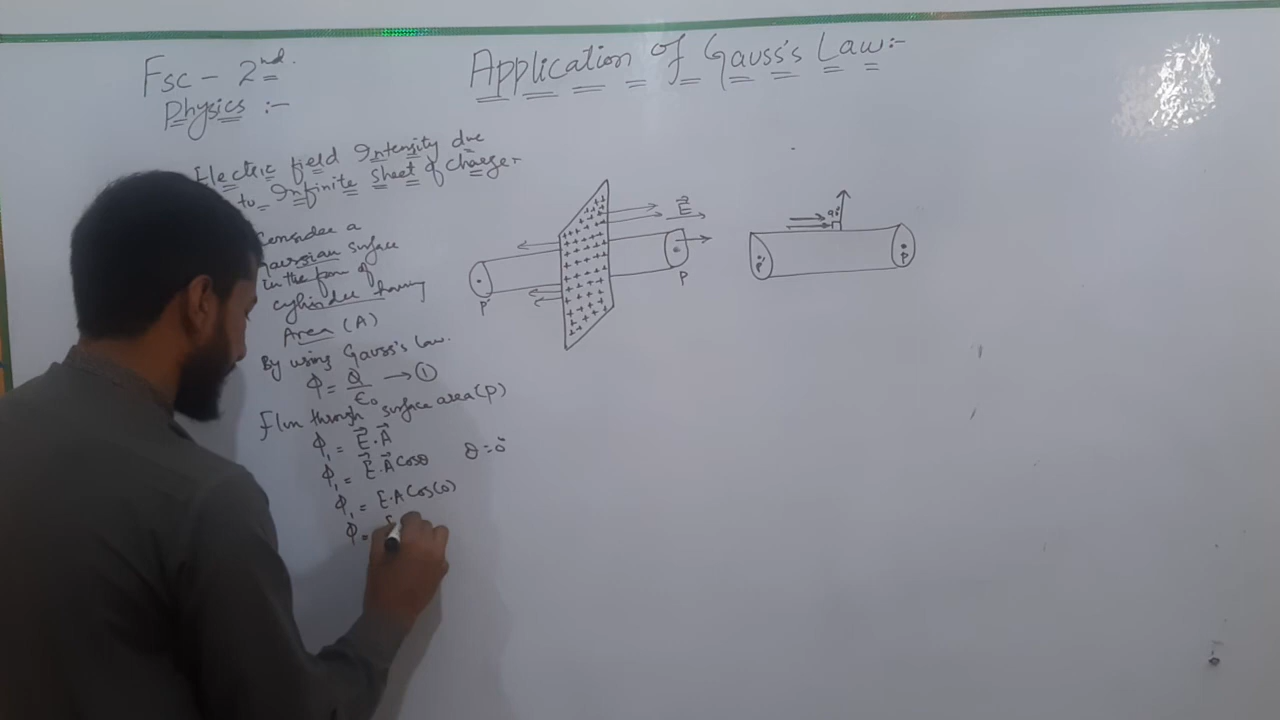 Fsc - 2nd.
Physics :-
Application of Gauss's Law:-
Electric field Intensity due
to Infinite sheet of charge-
Consider a
Gaussian surface
in the form of
cylinder having
Area (A)
By using Gauss's law.
ϕ = Q/ε₀ → ①
Flux through surface area(P)
ϕ₁ = E⃗.A⃗
ϕ₁ = E⃗.A⃗ Cosθ θ=0°
ϕ₁ = E.A Cos(0)
ϕ =
E⃗
P
P'
90°
P'
P